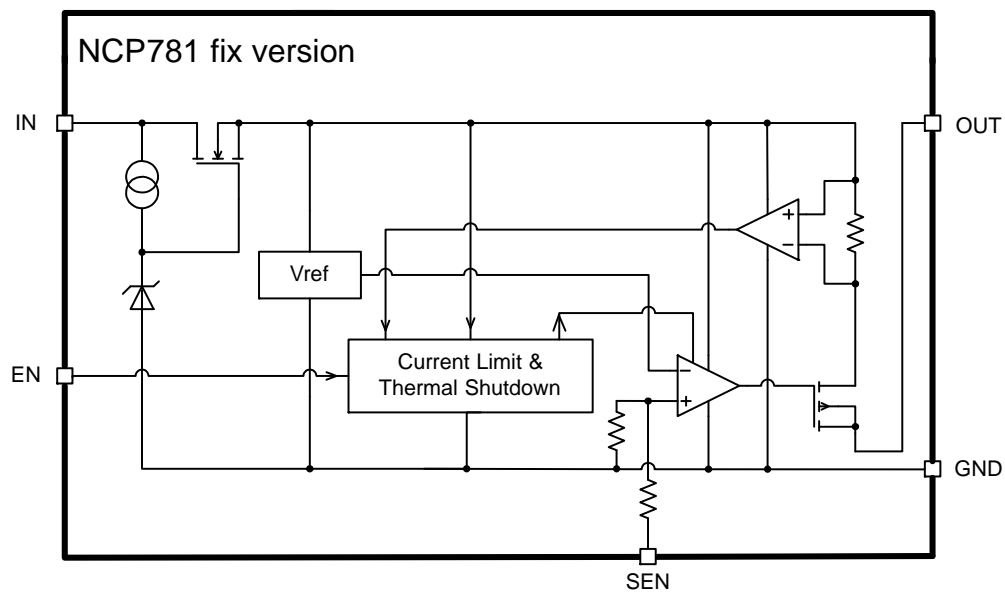 NCP781 fix version
IN
OUT
+
−
Vref
EN
Current Limit &
Thermal Shutdown
−
+
GND
SEN